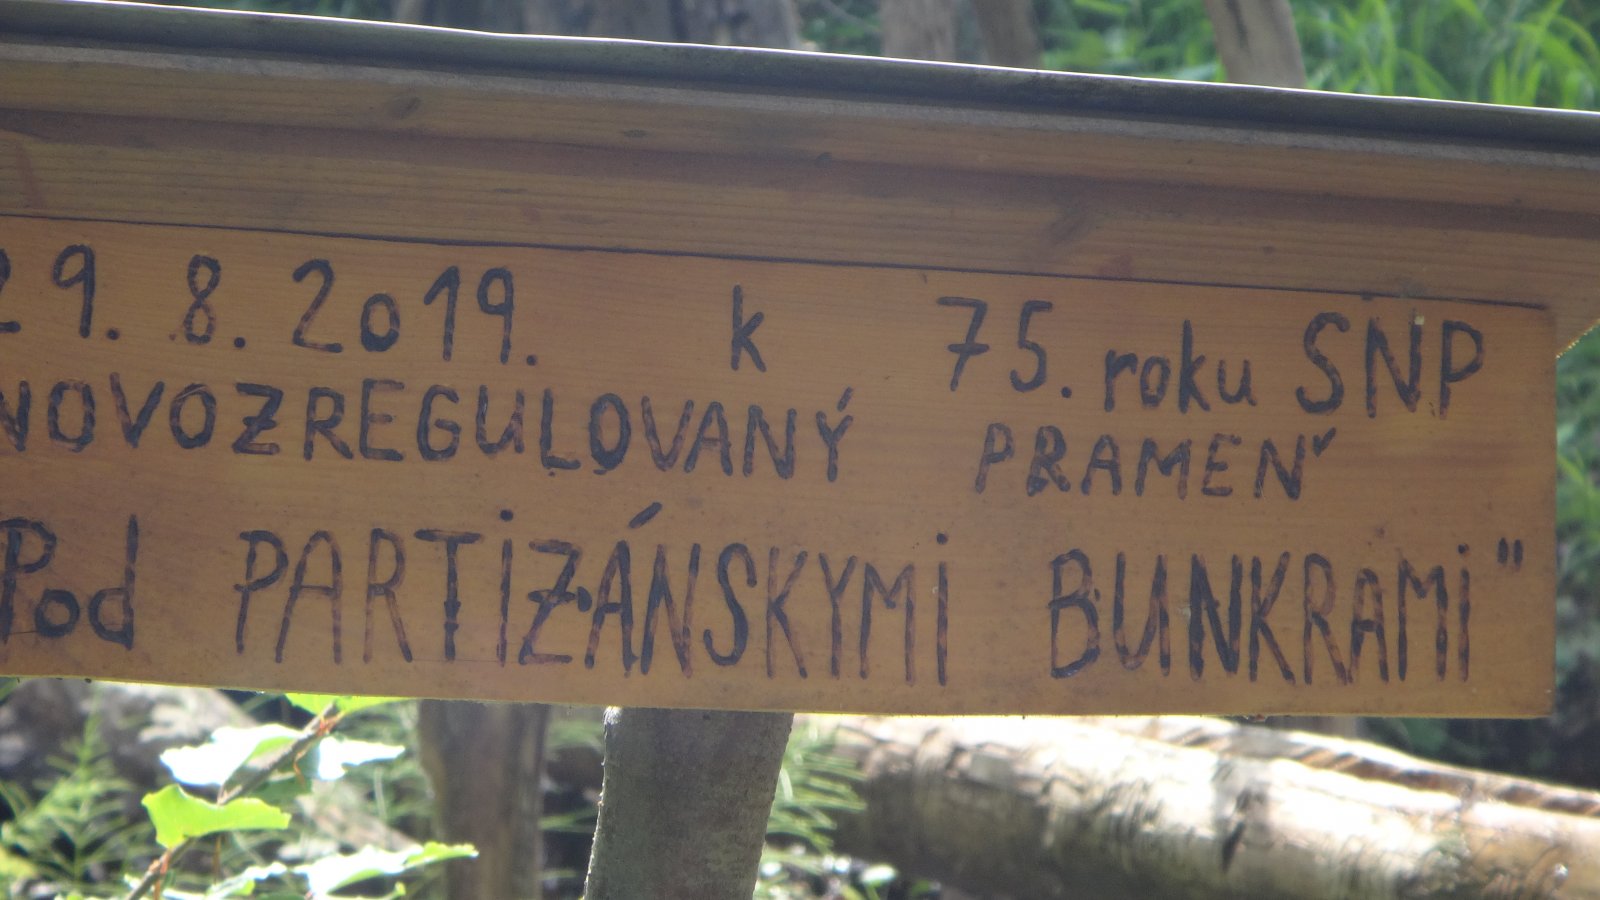 29. 8. 2019. k 75. roku SNP
NOVOZREGULOVANÝ PRAMEŇ
Pod PARTIZÁNSKYMI BUNKRAMI"